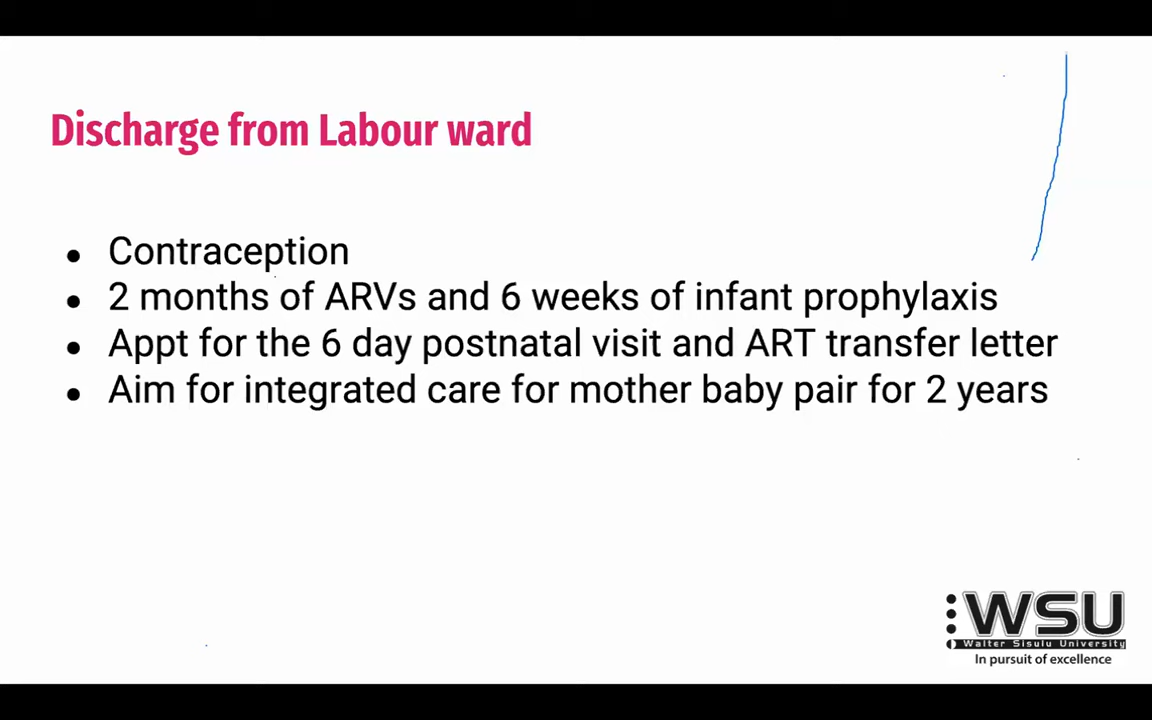 Discharge from Labour ward
● Contraception
● 2 months of ARVs and 6 weeks of infant prophylaxis
● Appt for the 6 day postnatal visit and ART transfer letter
● Aim for integrated care for mother baby pair for 2 years
WSU
Walter Sisulu University
In pursuit of excellence